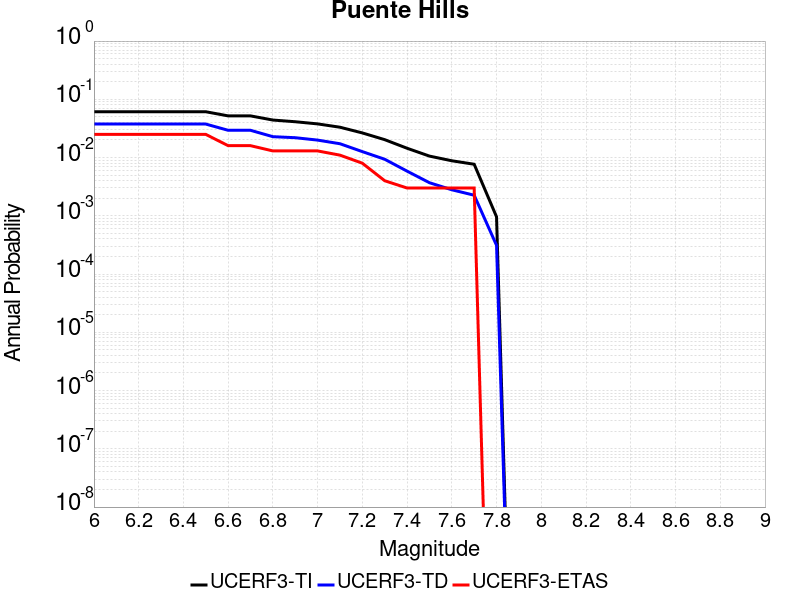 Puente Hills
10^0
10^-1
10^-2
10^-3
10^-4
10^-5
10^-6
10^-7
10^-8
Annual Probability
6 6.2 6.4 6.6 6.8 7 7.2 7.4 7.6 7.8 8 8.2 8.4 8.6 8.8 9
Magnitude
UCERF3-TI UCERF3-TD UCERF3-ETAS